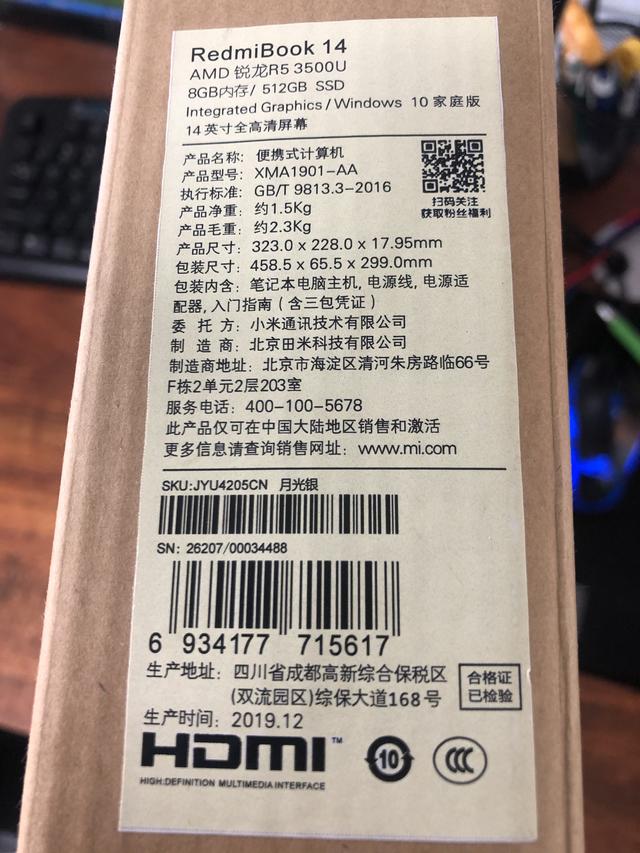 RedmiBook 14
AMD 锐龙R5 3500U
8GB内存/ 512GB SSD
Integrated Graphics/Windows 10 家庭版
14 英寸全高清屏幕
产品名称: 便携式计算机
产品型号: XMA1901-AA
执行标准: GB/T 9813.3-2016
产品净重: 约1.5Kg
产品毛重: 约2.3Kg
产品尺寸: 323.0 x 228.0 x 17.95mm
包装尺寸: 458.5 x 65.5 x 299.0mm
包装内含: 笔记本电脑主机, 电源线, 电源适
配器, 入门指南 (含三包凭证)
委 托 方: 小米通讯技术有限公司
制 造 商: 北京田米科技有限公司
制造商地址: 北京市海淀区清河朱房路临66号
F栋2单元2层203室
服务电话: 400-100-5678
此产品仅可在中国大陆地区销售和激活
更多信息请查询销售网址: www.mi.com
扫码关注
获取粉丝福利
SKU:JYU4205CN 月光银
SN: 26207/00034488
6 934177 715617
生产地址: 四川省成都高新综合保税区
(双流园区)综保大道168号
合格证
已检验
生产时间: 2019.12
HDMI™
HIGH-DEFINITION MULTIMEDIA INTERFACE
10
CCC